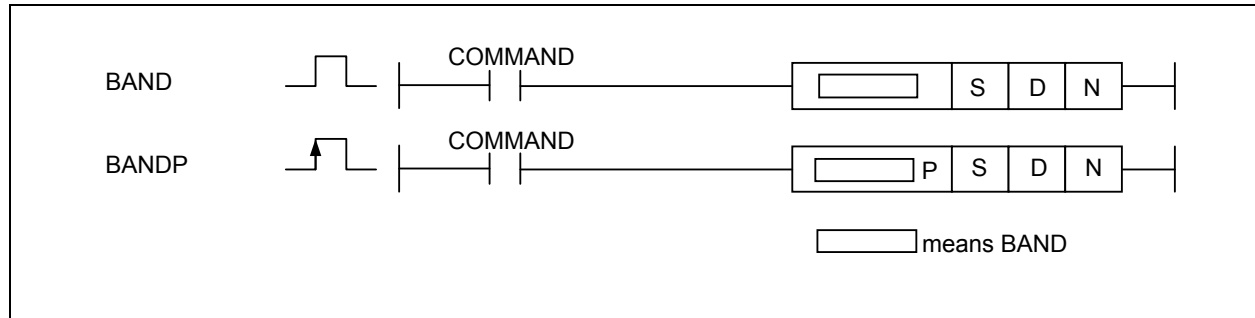 COMMAND
BAND S D N
COMMAND
BANDP P S D N
means BAND